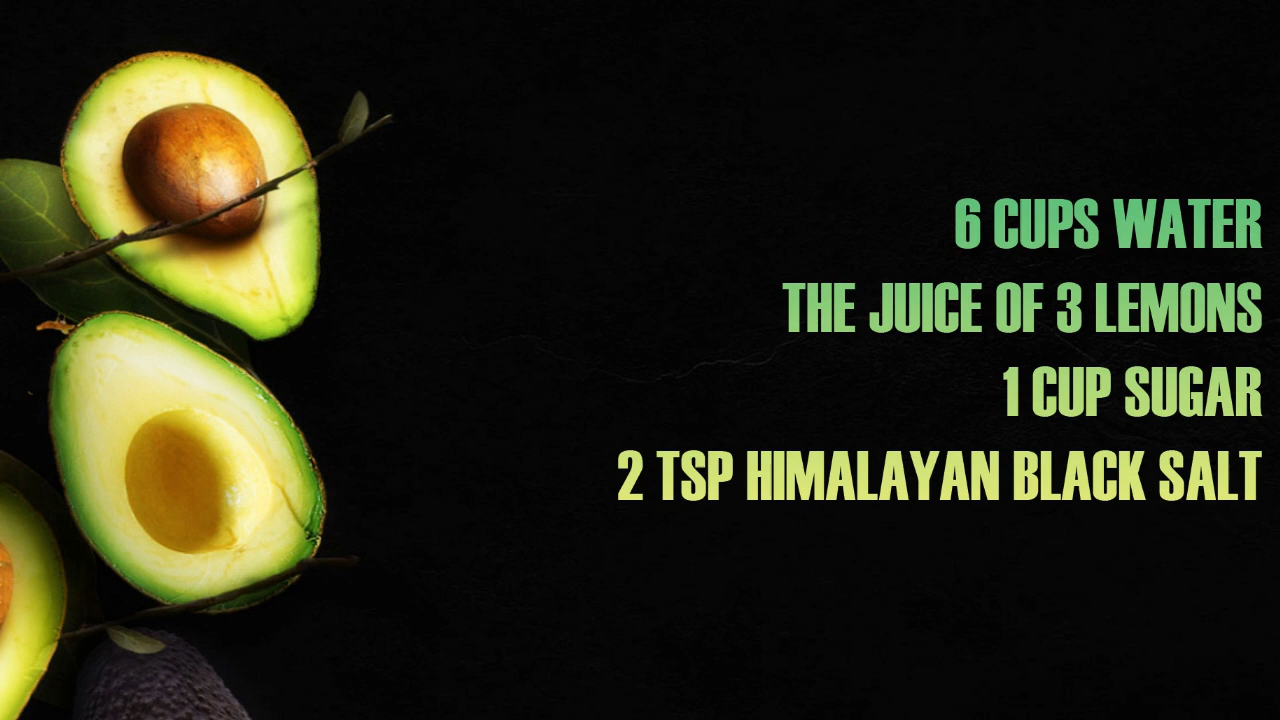 6 CUPS WATER
THE JUICE OF 3 LEMONS
1 CUP SUGAR
2 TSP HIMALAYAN BLACK SALT